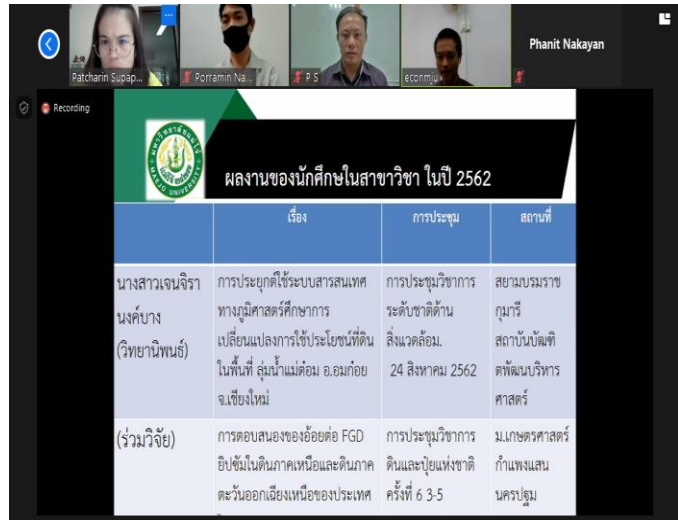 Patcharin Supap...
Porramin Na...
P S
econmju
Phanit Nakayan
Recording
มหาวิทยาลัยแม่โจ้
MAEJO UNIVERSITY
ผลงานของนักศึกษในสาขาวิชา ในปี 2562
เรื่อง
การประชุม
สถานที่
นางสาวเจนจิรา
นงค์บาง
(วิทยานิพนธ์)
การประยุกต์ใช้ระบบสารสนเทศ
ทางภูมิศาสตร์ศึกษาการ
เปลี่ยนแปลงการใช้ประโยชน์ที่ดิน
ในพื้นที่ ลุ่มน้ำแม่ต๋อม อ.อมก๋อย
จ.เชียงใหม่
การประชุมวิชาการ
ระดับชาติด้าน
สิ่งแวดล้อม.
24 สิงหาคม 2562
สยามบรมราช
กุมารี
สถาบันบัณฑิ
ตพัฒนบริหาร
ศาสตร์
(ร่วมวิจัย)
การตอบสนองของอ้อยต่อ FGD
ยิปซัมในดินภาคเหนือและดินภาค
ตะวันออกเฉียงเหนือของประเทศ
การประชุมวิชาการ
ดินและปุ๋ยแห่งชาติ
ครั้งที่ 6 3-5
ม.เกษตรศาสตร์
กำแพงแสน
นครปฐม